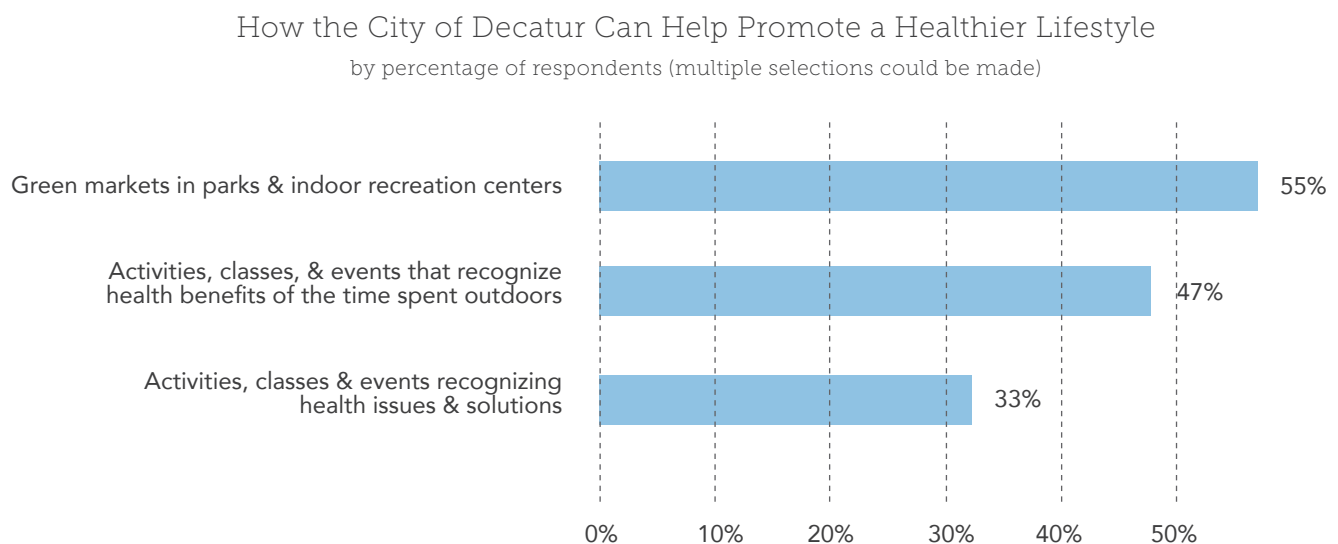 How the City of Decatur Can Help Promote a Healthier Lifestyle
by percentage of respondents (multiple selections could be made)
Green markets in parks & indoor recreation centers
55%
Activities, classes, & events that recognize
health benefits of the time spent outdoors
47%
Activities, classes & events recognizing
health issues & solutions
33%
0% 10% 20% 30% 40% 50%